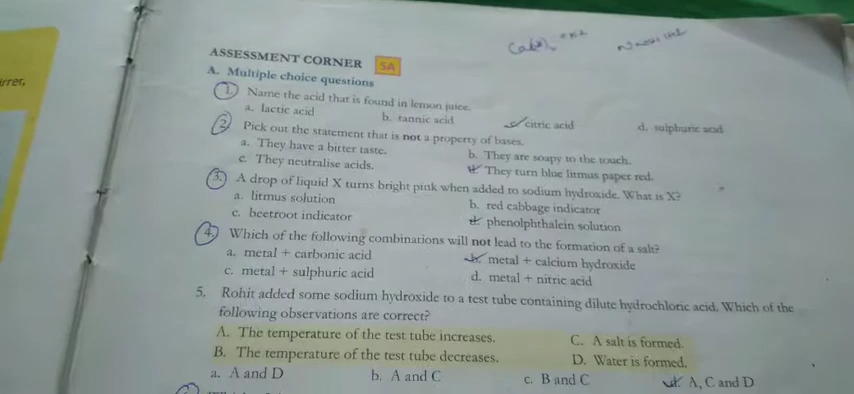 ASSESSMENT CORNER 5A
A. Multiple choice questions
1. Name the acid that is found in lemon juice.
a. lactic acid b. tannic acid c. citric acid d. sulphuric acid
2. Pick out the statement that is not a property of bases.
a. They have a bitter taste. b. They are soapy to the touch.
c. They neutralise acids. d. They turn blue litmus paper red.
3. A drop of liquid X turns bright pink when added to sodium hydroxide. What is X?
a. litmus solution b. red cabbage indicator
c. beetroot indicator d. phenolphthalein solution
4. Which of the following combinations will not lead to the formation of a salt?
a. metal + carbonic acid b. metal + calcium hydroxide
c. metal + sulphuric acid d. metal + nitric acid
5. Rohit added some sodium hydroxide to a test tube containing dilute hydrochloric acid. Which of the
following observations are correct?
A. The temperature of the test tube increases. C. A salt is formed.
B. The temperature of the test tube decreases. D. Water is formed.
a. A and D b. A and C c. B and C d. A, C and D